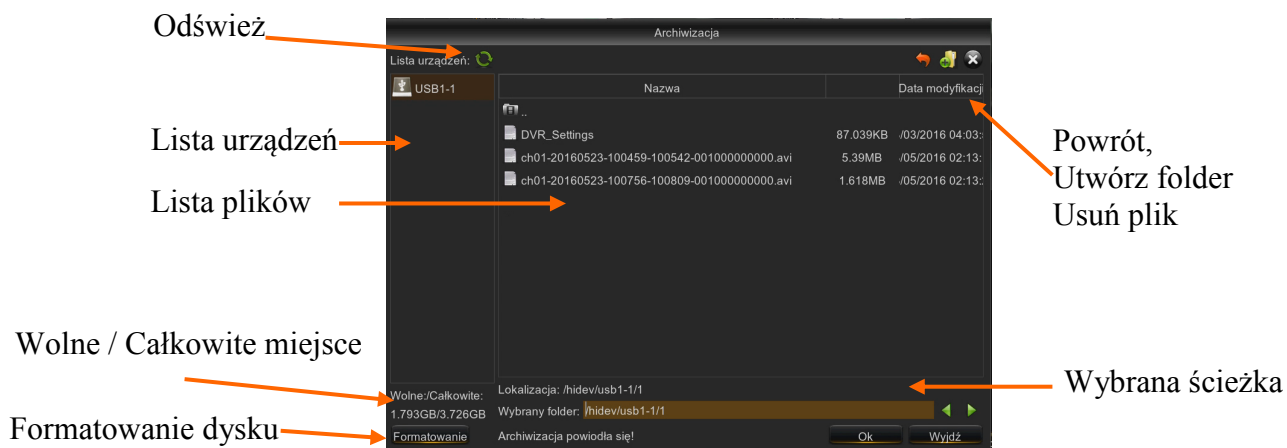 Odśwież
Archiwizacja
Lista urządzeń:
USB1-1
Nazwa
Data modyfikacji
..
DVR_Settings 87.039KB /03/2016 04:03:
ch01-20160523-100459-100542-001000000000.avi 5.39MB /05/2016 02:13:
ch01-20160523-100756-100809-001000000000.avi 1.618MB /05/2016 02:13:
Lista urządzeń
Lista plików
Powrót,
Utwórz folder
Usuń plik
Wolne / Całkowite miejsce
Wybrana ścieżka
Wolne:/Całkowite:
1.793GB/3.726GB
Lokalizacja: /hidev/usb1-1/1
Wybrany folder: /hidev/usb1-1/1
Formatowanie dysku
Formatowanie
Archiwizacja powiodła się!
Ok
Wyjdź